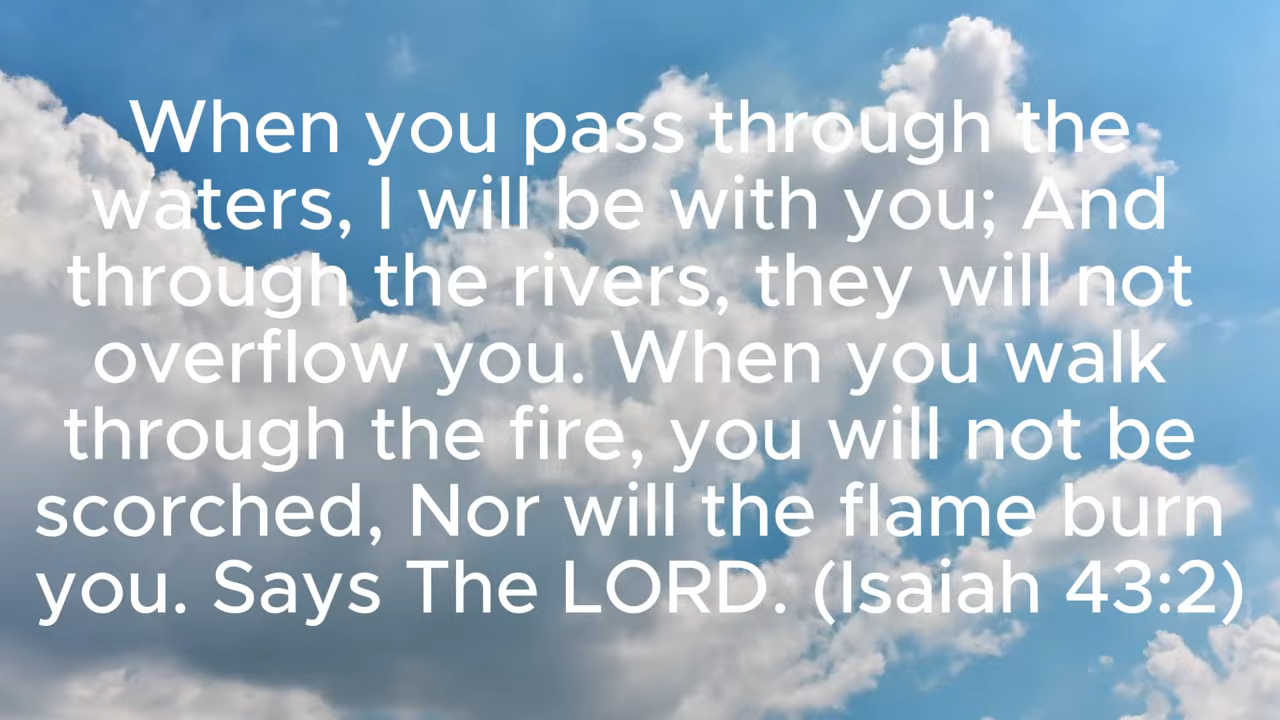 When you pass through the
waters, I will be with you; And
through the rivers, they will not
overflow you. When you walk
through the fire, you will not be
scorched, Nor will the flame burn
you. Says The LORD. (Isaiah 43:2)